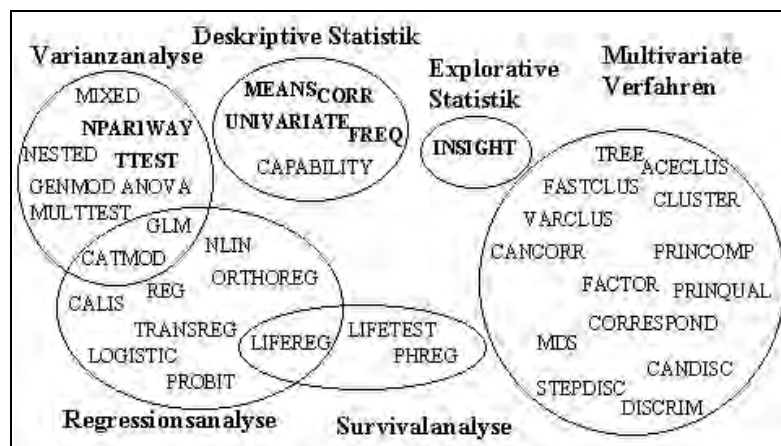 Deskriptive Statistik
Varianzanalyse
Explorative
Statistik
Multivariate
Verfahren
MIXED
NPAR1WAY
NESTED TTEST
GENMOD ANOVA
MULTTEST
GLM
CATMOD
MEANS CORR
UNIVARIATE FREQ
CAPABILITY
INSIGHT
TREE ACECLUS
FASTCLUS
CLUSTER
VARCLUS
CANCORR PRINCOMP
FACTOR PRINQUAL
CORRESPOND
MDS
CANDISC
STEPDISC
DISCRIM
NLIN
ORTHOREG
CALIS REG
TRANSREG
LOGISTIC
PROBIT
LIFEREG
LIFETEST
PHREG
Regressionsanalyse
Survivalanalyse